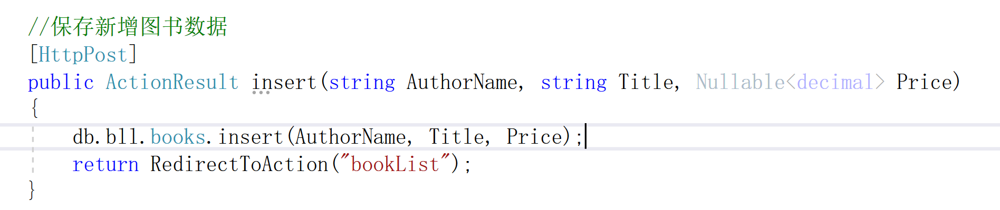 //保存新增图书数据
[HttpPost]
public ActionResult insert(string AuthorName, string Title, Nullable<decimal> Price)
{
db.bll.books.insert(AuthorName, Title, Price);
return RedirectToAction("bookList");
}